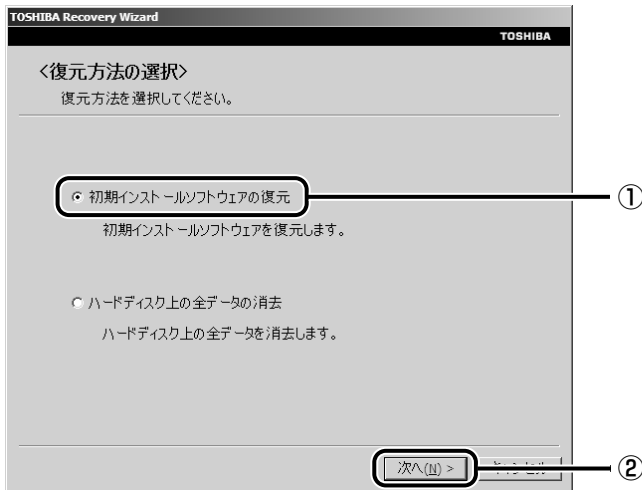 TOSHIBA Recovery Wizard
TOSHIBA
<復元方法の選択>
復元方法を選択してください。
初期インストールソフトウェアの復元
①
初期インストールソフトウェアを復元します。
ハードディスク上の全データの消去
ハードディスク上の全データを消去します。
次へ(N) >
②